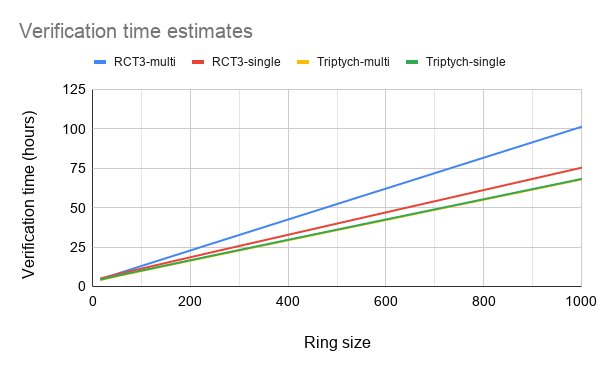 Verification time estimates
RCT3-multi RCT3-single Triptych-multi Triptych-single
Verification time (hours)
125
100
75
50
25
0
0 200 400 600 800 1000
Ring size